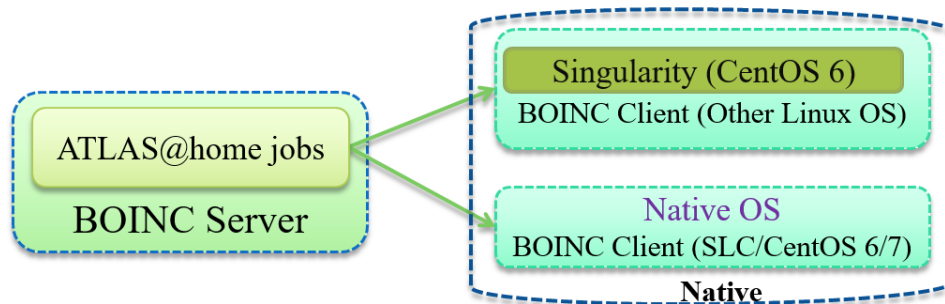 ATLAS@home jobs
BOINC Server
Singularity (CentOS 6)
BOINC Client (Other Linux OS)
Native OS
BOINC Client (SLC/CentOS 6/7)
Native